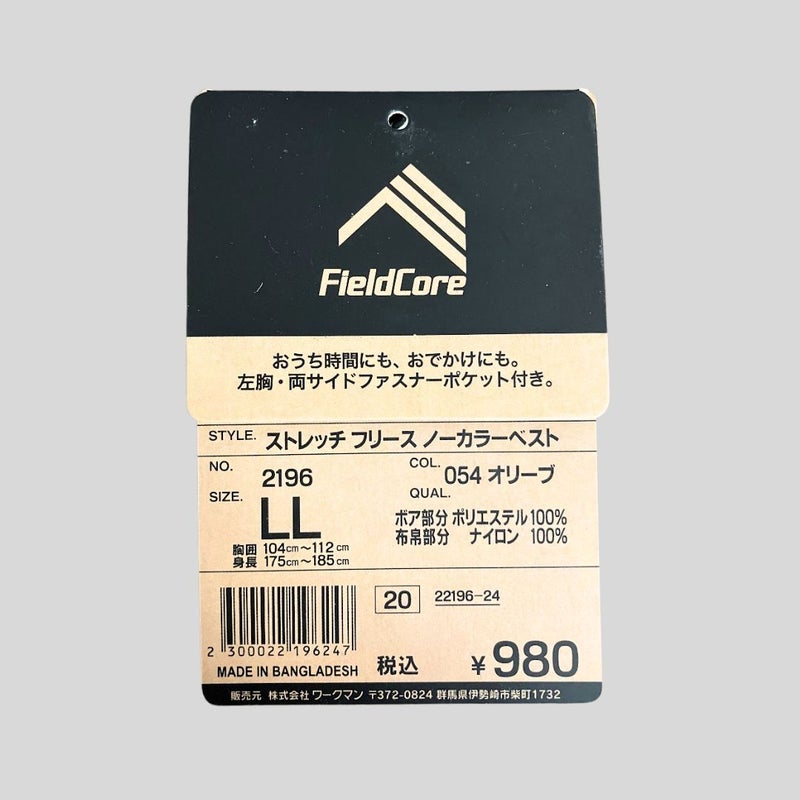 FieldCore
おうち時間にも、おでかけにも。
左胸・両サイドファスナーポケット付き。
STYLE. ストレッチ フリース ノーカラーベスト
NO. 2196
COL. 054 オリーブ
SIZE. LL
胸囲 104cm～112cm
身長 175cm～185cm
QUAL.
ボア部分 ポリエステル100%
布帛部分 ナイロン 100%
20 22196-24
2 300022 196247
MADE IN BANGLADESH
税込 ¥980
販売元 株式会社 ワークマン 〒372-0824 群馬県伊勢崎市柴町1732